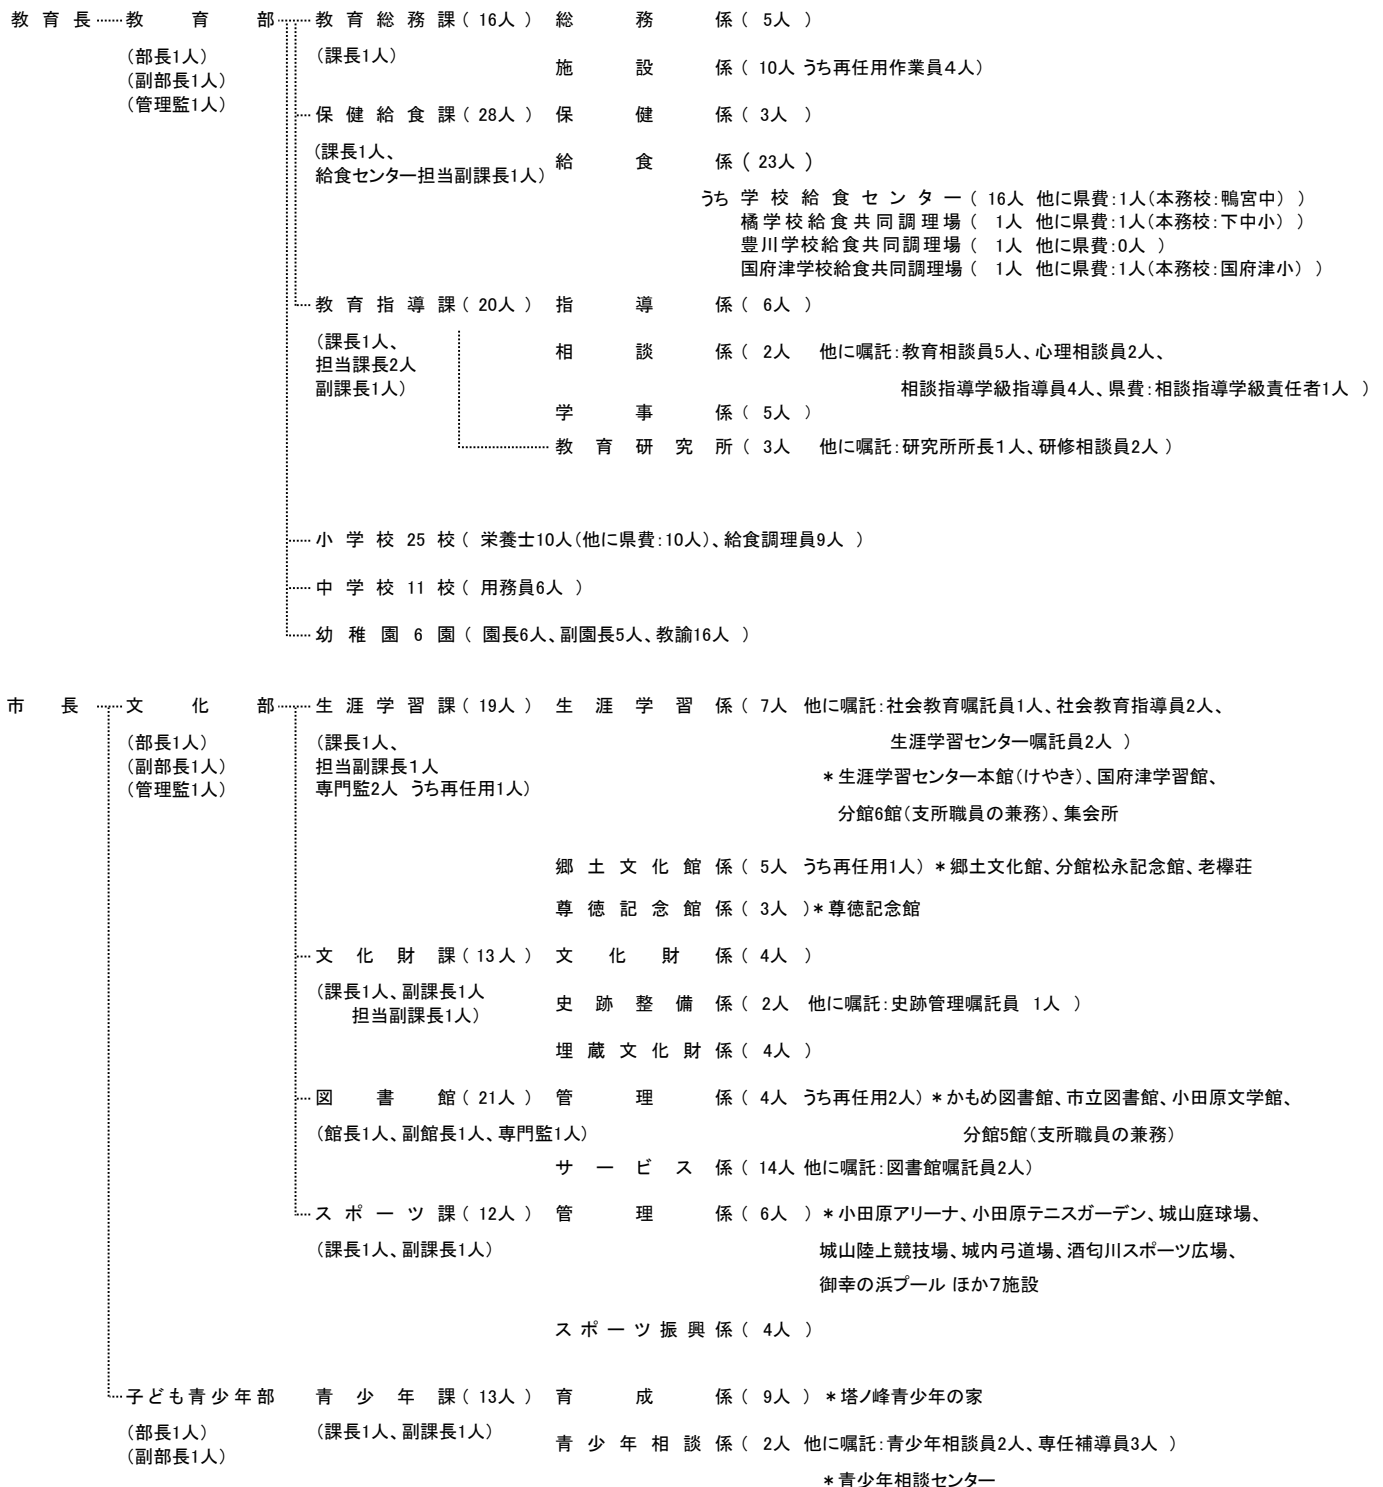 教育長 教育部 教育総務課( 16人 ) 総務係( 5人 )
(部長1人) (課長1人)
(副部長1人) 施設係( 10人 うち再任用作業員4人)
(管理監1人)
保健給食課( 28人 ) 保健係( 3人 )
(課長1人、
給食センター担当副課長1人) 給食係( 23人 )
うち 学校給食センター( 16人 他に県費:1人(本務校:鴨宮中) )
橘学校給食共同調理場( 1人 他に県費:1人(本務校:下中小) )
豊川学校給食共同調理場( 1人 他に県費:0人 )
国府津学校給食共同調理場( 1人 他に県費:1人(本務校:国府津小) )
教育指導課( 20人 ) 指導係( 6人 )
(課長1人、
担当課長2人 相談係( 2人 他に嘱託:教育相談員5人、心理相談員2人、
副課長1人) 相談指導学級指導員4人、県費:相談指導学級責任者1人 )
学事係( 5人 )
教育研究所( 3人 他に嘱託:研究所所長1人、研修相談員2人 )
小学校 25 校( 栄養士10人(他に県費:10人)、給食調理員9人 )
中学校 11 校( 用務員6人 )
幼稚園 6 園( 園長6人、副園長5人、教諭16人 )
市長 文化部 生涯学習課( 19人 ) 生涯学習係( 7人 他に嘱託:社会教育嘱託員1人、社会教育指導員2人、
(部長1人) (課長1人、 生涯学習センター嘱託員2人 )
(副部長1人) 担当副課長1人
(管理監1人) 専門監2人 うち再任用1人) *生涯学習センター本館(けやき)、国府津学習館、
分館6館(支所職員の兼務)、集会所
郷土文化館係( 5人 うち再任用1人) *郷土文化館、分館松永記念館、老欅荘
尊徳記念館係( 3人 )*尊徳記念館
文化財課( 13人 ) 文化財係( 4人 )
(課長1人、副課長1人
担当副課長1人) 史跡整備係( 2人 他に嘱託:史跡管理嘱託員 1人 )
埋蔵文化財係( 4人 )
図書館( 21人 ) 管理係( 4人 うち再任用2人) *かもめ図書館、市立図書館、小田原文学館、
(館長1人、副館長1人、専門監1人) 分館5館(支所職員の兼務)
サービス係( 14人 他に嘱託:図書館嘱託員2人)
スポーツ課( 12人 ) 管理係( 6人 ) *小田原アリーナ、小田原テニスガーデン、城山庭球場、
(課長1人、副課長1人) 城山陸上競技場、城内弓道場、酒匂川スポーツ広場、
御幸の浜プール ほか7施設
スポーツ振興係( 4人 )
子ども青少年部 青少年課( 13人 ) 育成係( 9人 ) *塔ノ峰青少年の家
(部長1人) (課長1人、副課長1人)
(副部長1人) 青少年相談係( 2人 他に嘱託:青少年相談員2人、専任補導員3人 )
*青少年相談センター